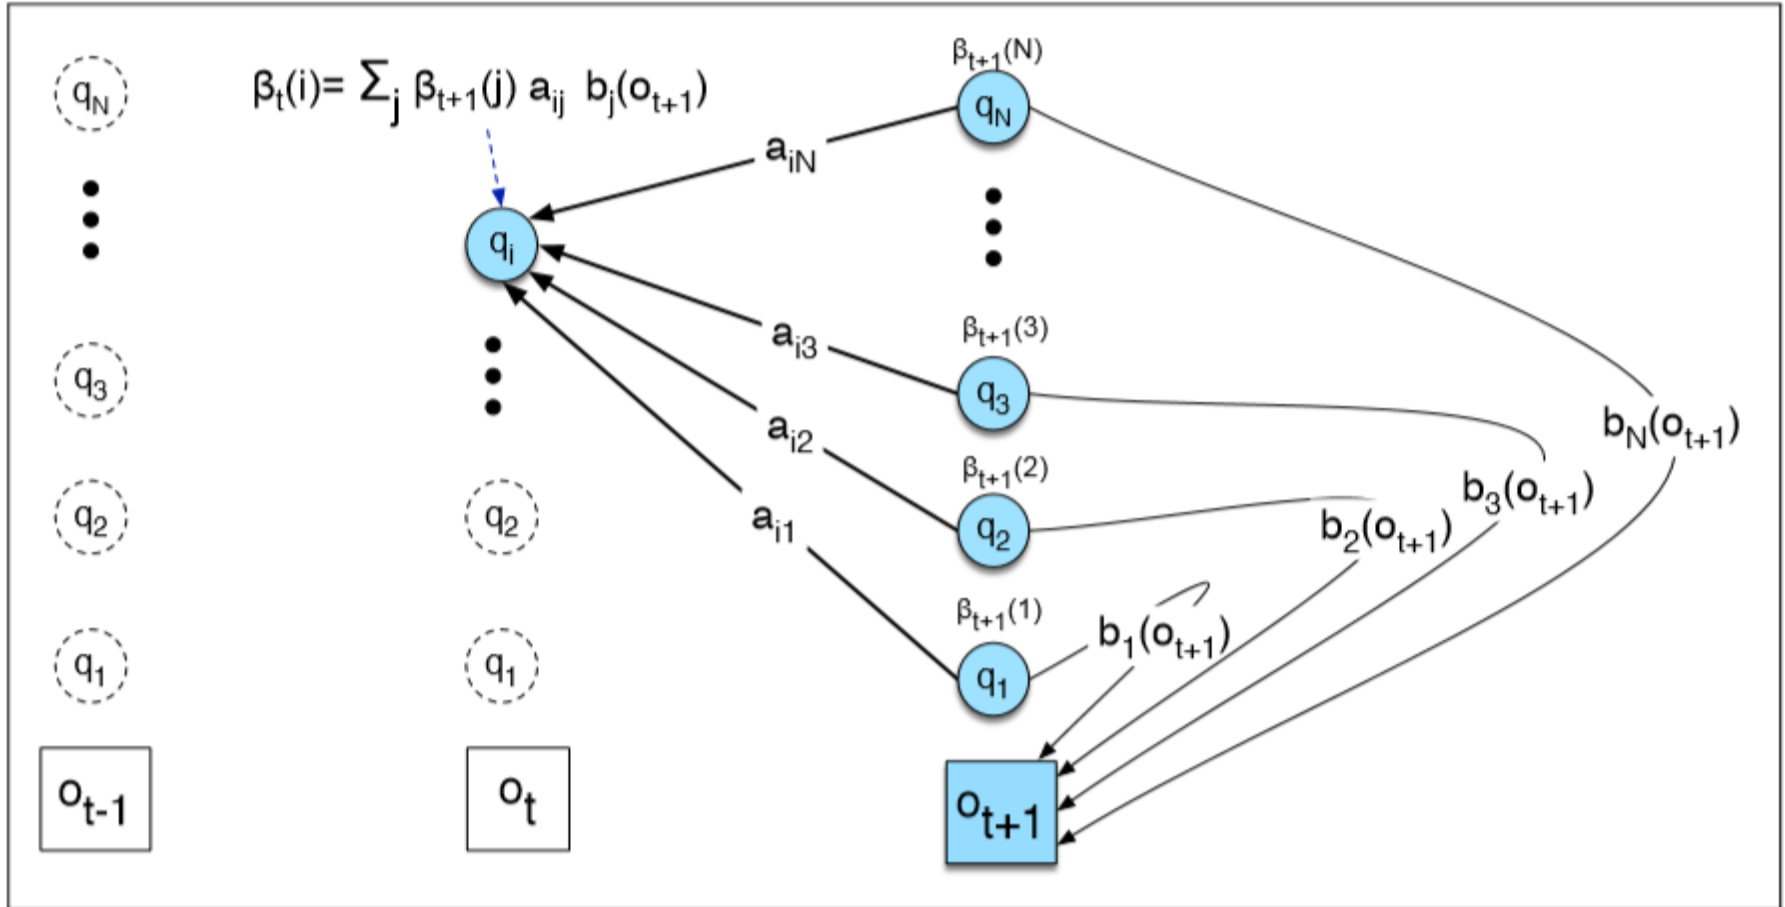 β_{t+1}(N)
q_N
β_t(i)= Σ_j β_{t+1}(j) a_{ij} b_j(o_{t+1})
q_N
a_{iN}
q_i
β_{t+1}(3)
a_{i3}
q_3
q_3
b_N(o_{t+1})
a_{i2}
β_{t+1}(2)
b_3(o_{t+1})
q_2
q_2
a_{i1}
q_2
b_2(o_{t+1})
β_{t+1}(1)
b_1(o_{t+1})
q_1
q_1
q_1
o_{t-1}
o_t
o_{t+1}